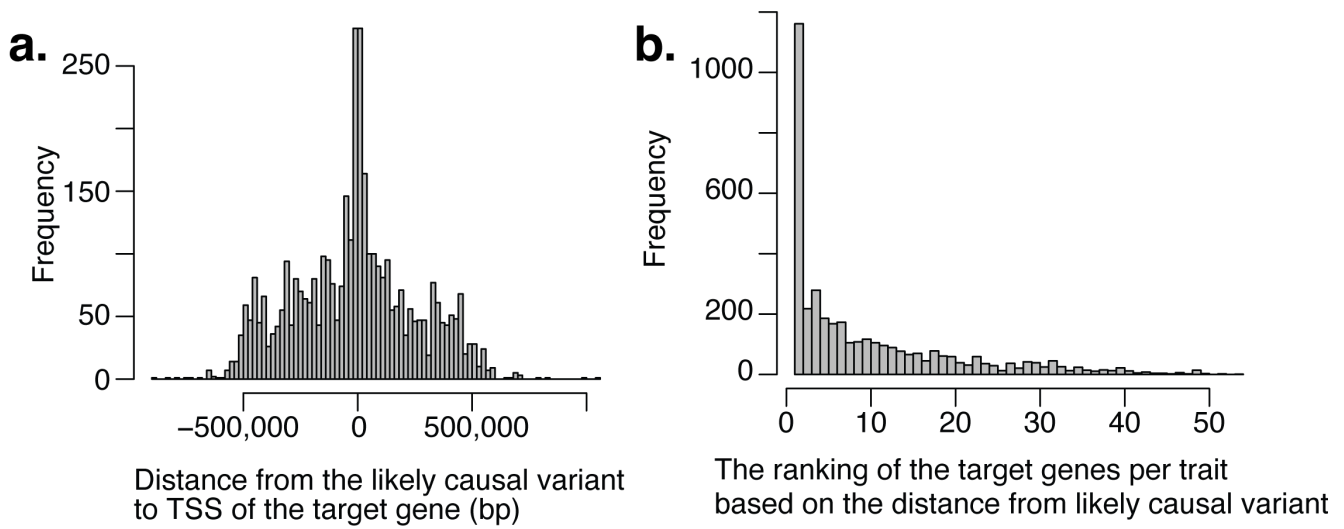 a.
Frequency
250
150
50
0
−500,000 0 500,000
Distance from the likely causal variant
to TSS of the target gene (bp)
b.
Frequency
1000
600
200
0
0 10 20 30 40 50
The ranking of the target genes per trait
based on the distance from likely causal variant